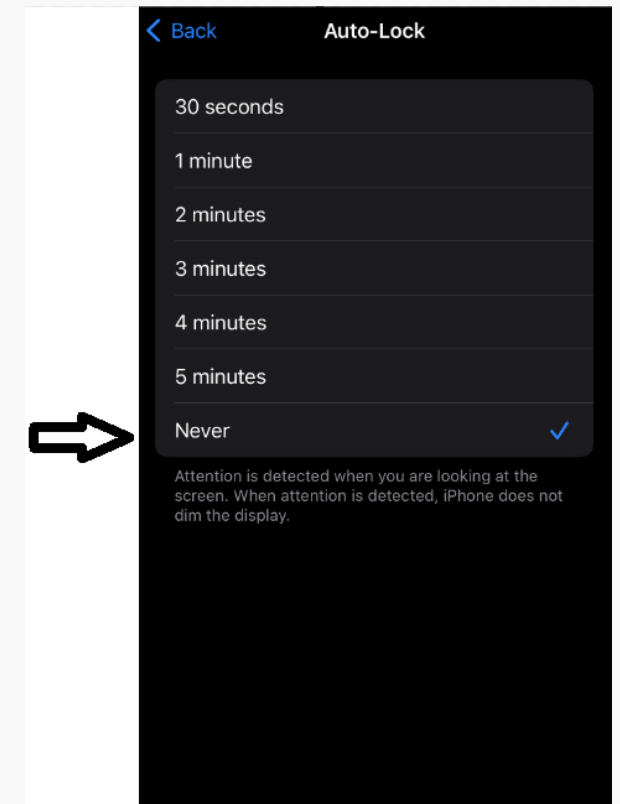 Back
Auto-Lock
30 seconds
1 minute
2 minutes
3 minutes
4 minutes
5 minutes
Never
Attention is detected when you are looking at the
screen. When attention is detected, iPhone does not
dim the display.